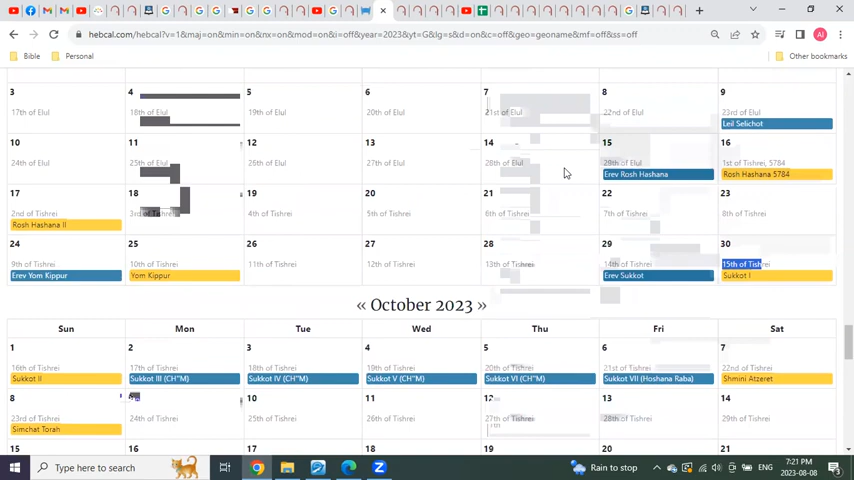 hebcal.com/hebcal?v=1&maj=on&min=on&nx=on&mod=on&i=off&year=2023&yt=G&lg=s&d=on&c=off&geo=geoname&mf=off&ss=off
Bible Personal Other bookmarks
3 4 5 6 7 8 9
17th of Elul 18th of Elul 19th of Elul 20th of Elul 21st of Elul 22nd of Elul 23rd of Elul
Leil Selichot
10 11 12 13 14 15 16
24th of Elul 25th of Elul 26th of Elul 27th of Elul 28th of Elul 29th of Elul 1st of Tishrei, 5784
Erev Rosh Hashana Rosh Hashana 5784
17 18 19 20 21 22 23
2nd of Tishrei 3rd of Tishrei 4th of Tishrei 5th of Tishrei 6th of Tishrei 7th of Tishrei 8th of Tishrei
Rosh Hashana II
24 25 26 27 28 29 30
9th of Tishrei 10th of Tishrei 11th of Tishrei 12th of Tishrei 13th of Tishrei 14th of Tishrei 15th of Tishrei
Erev Yom Kippur Yom Kippur Erev Sukkot Sukkot I
« October 2023 »
Sun Mon Tue Wed Thu Fri Sat
1 2 3 4 5 6 7
16th of Tishrei 17th of Tishrei 18th of Tishrei 19th of Tishrei 20th of Tishrei 21st of Tishrei 22nd of Tishrei
Sukkot II Sukkot III (CH"M) Sukkot IV (CH"M) Sukkot V (CH"M) Sukkot VI (CH"M) Sukkot VII (Hoshana Raba) Shmini Atzeret
8 10 11 12 13 14
23rd of Tishrei 24th of Tishrei 25th of Tishrei 26th of Tishrei 27th of Tishrei 28th of Tishrei 29th of Tishrei
Simchat Torah
15 16 17 18 19 20 21
Type here to search Rain to stop ENG 7:21 PM
2023-08-08 3